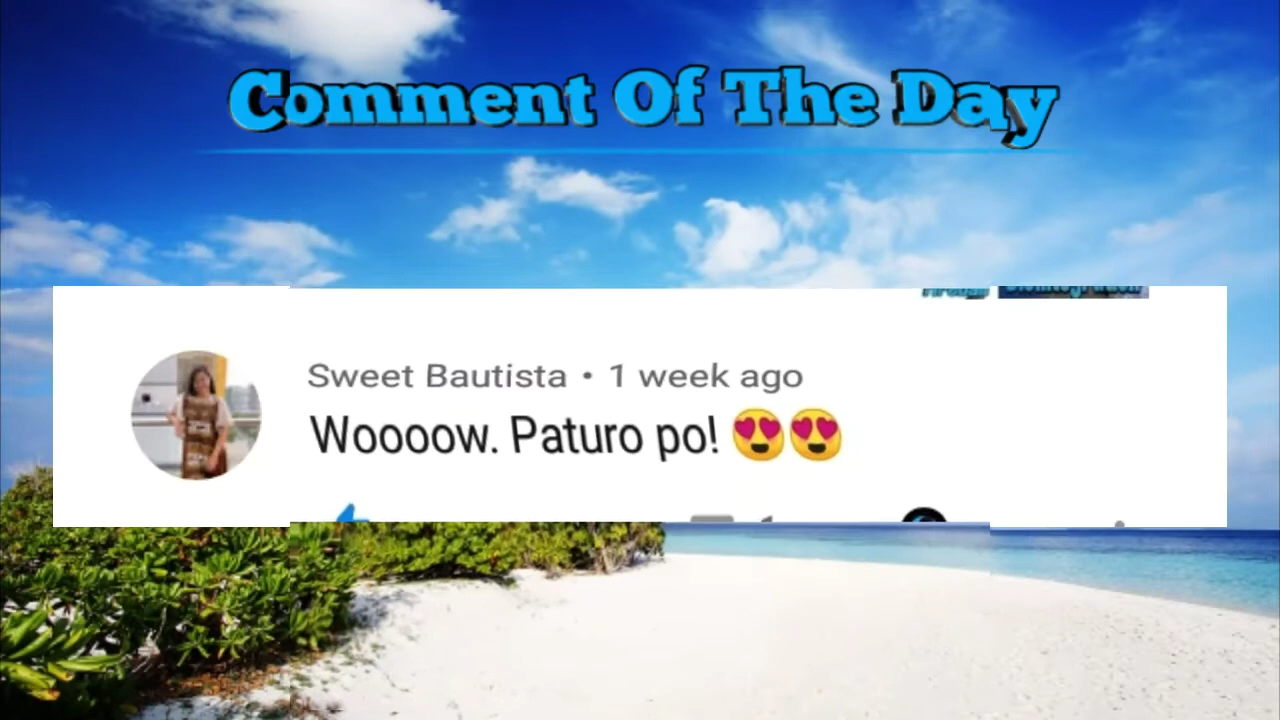 Comment Of The Day
Sweet Bautista • 1 week ago
Woooow. Paturo po! 😍😍